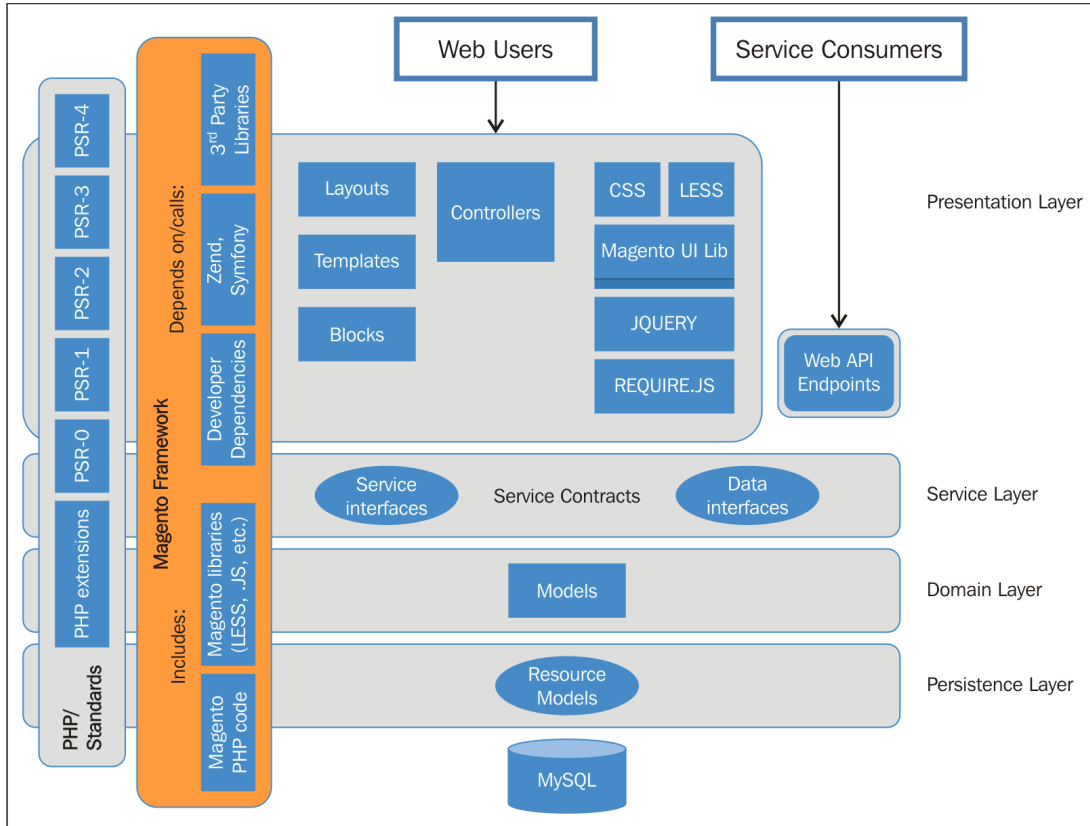 Web Users
Service Consumers
PSR-4
PSR-3
PSR-2
PSR-1
PSR-0
PHP extensions
PHP/
Standards
Magento Framework
Depends on/calls:
3rd Party
Libraries
Zend,
Symfony
Developer
Dependencies
Includes:
Magento libraries
(LESS, .JS, etc.)
Magento
PHP code
Layouts
Templates
Blocks
Controllers
CSS
LESS
Magento UI Lib
JQUERY
REQUIRE.JS
Web API
Endpoints
Presentation Layer
Service
interfaces
Service Contracts
Data
interfaces
Service Layer
Models
Domain Layer
Resource
Models
Persistence Layer
MySQL